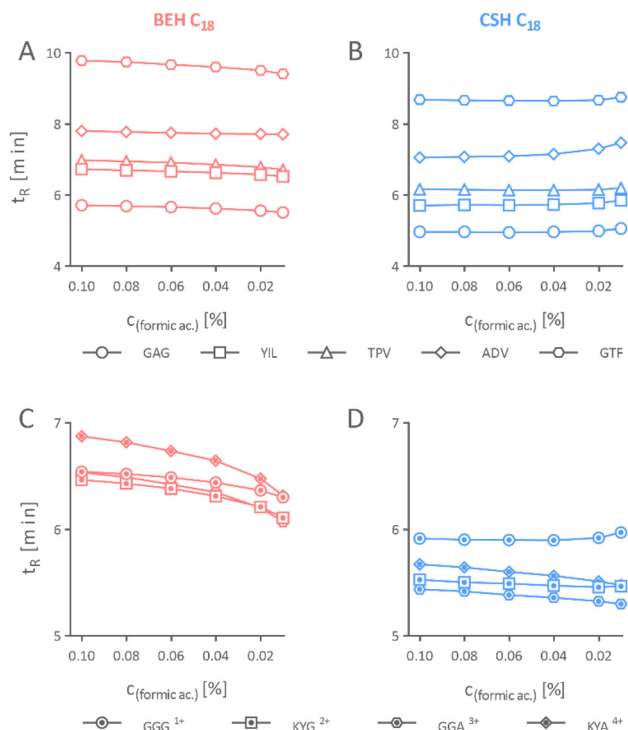 BEH C18 CSH C18
A B
10 10
8 8
6 6
4 4
tR [min] tR [min]
0.10 0.08 0.06 0.04 0.02 0.10 0.08 0.06 0.04 0.02
c(formic ac.) [%] c(formic ac.) [%]
GAG YIL TPV ADV GTF
C D
7 7
6 6
5 5
tR [min] tR [min]
0.10 0.08 0.06 0.04 0.02 0.10 0.08 0.06 0.04 0.02
c(formic ac.) [%] c(formic ac.) [%]
GGG 1+ KYG 2+ GGA 3+ KYA 4+